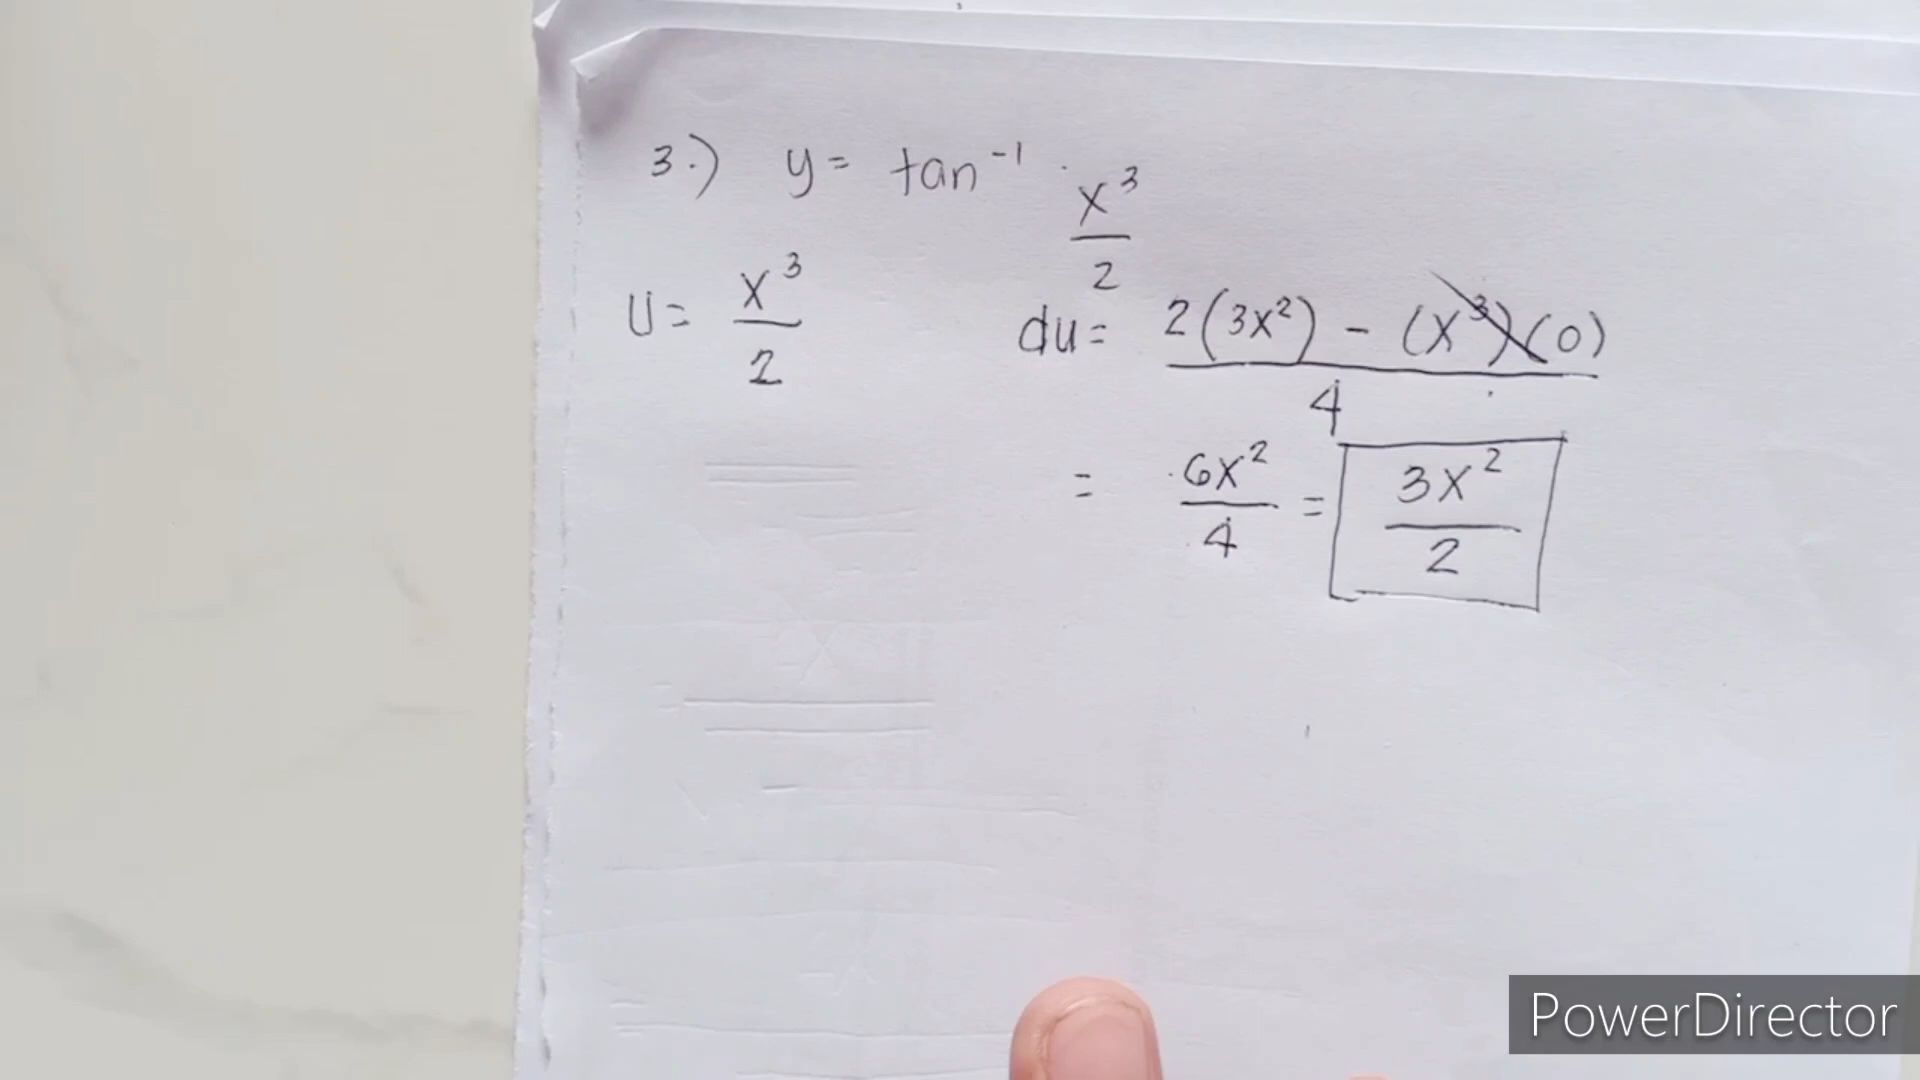 3.) y = tan⁻¹ x³/2
u = x³/2
du = 2(3x²) - (x³)(0) / 4
= 6x²/4 = 3x²/2
PowerDirector